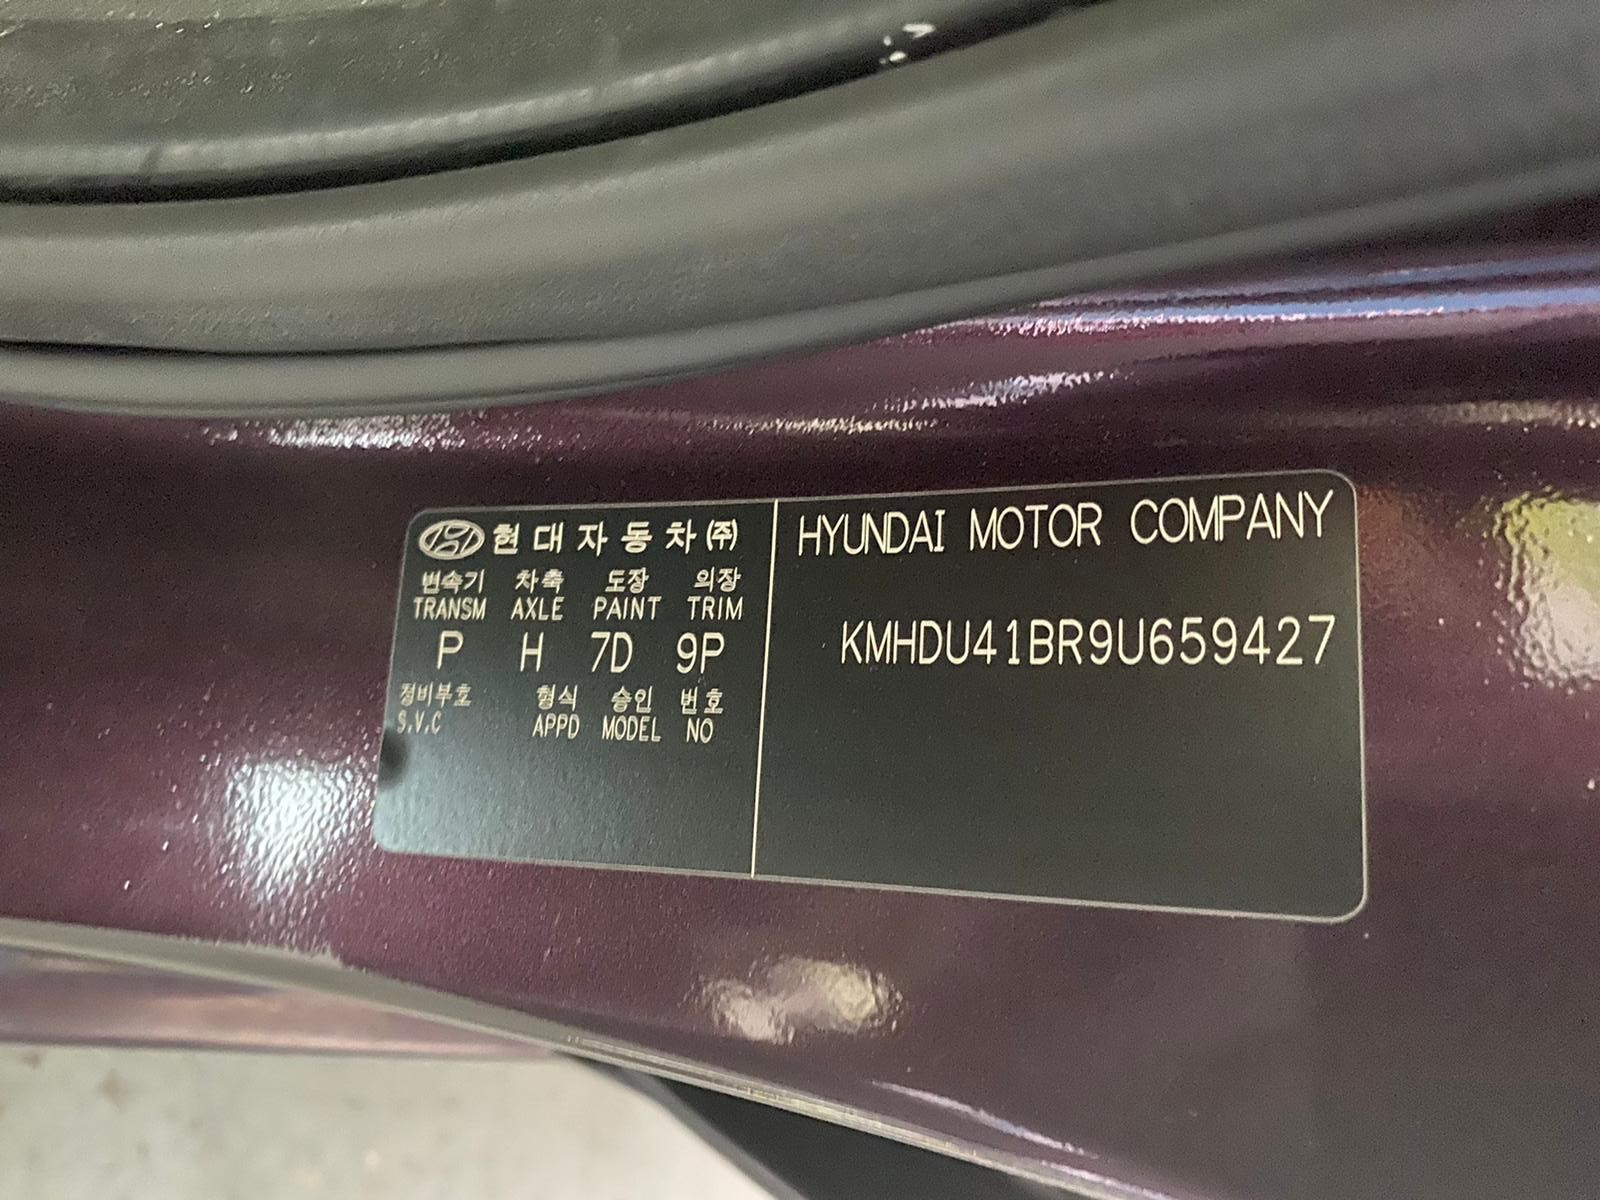 현대자동차(주)
변속기 차축 도장 의장
TRANSM AXLE PAINT TRIM
P H 7D 9P
정비부호 형식 승인 번호
S.V.C APPD MODEL NO
HYUNDAI MOTOR COMPANY
KMHDU41BR9U659427